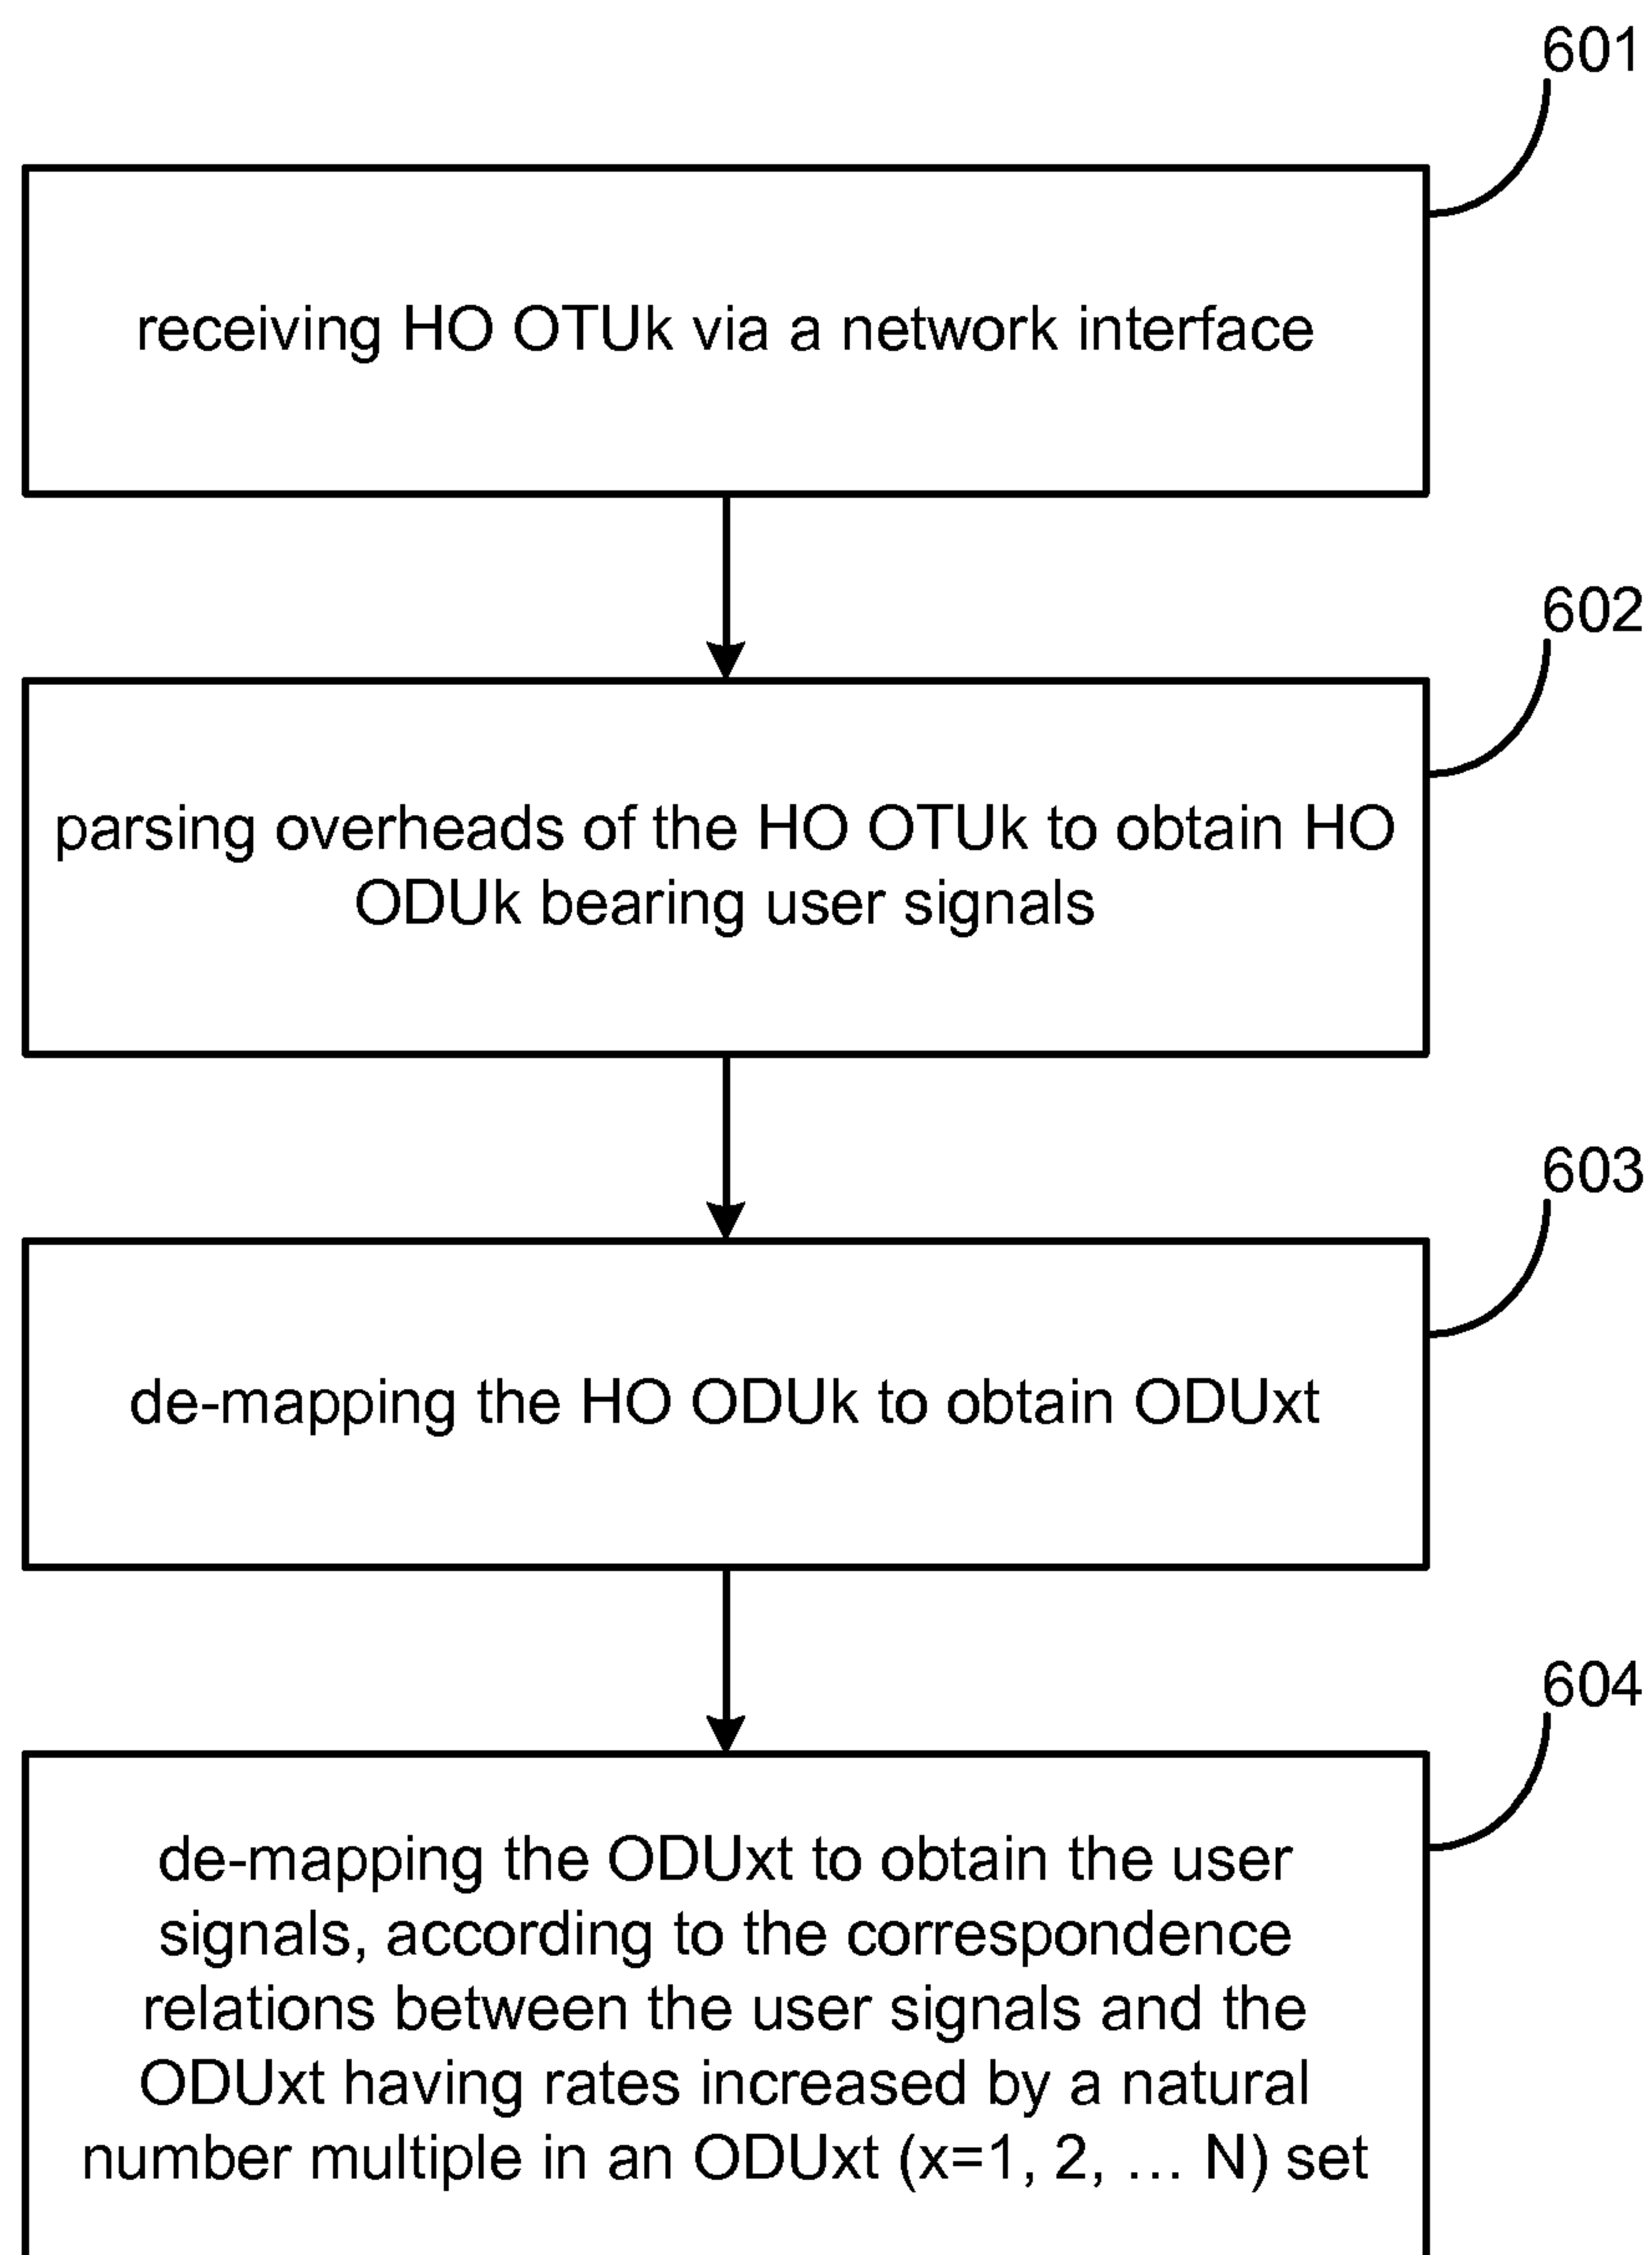 601
receiving HO OTUk via a network interface
602
parsing overheads of the HO OTUk to obtain HO
ODUk bearing user signals
603
de-mapping the HO ODUk to obtain ODUxt
604
de-mapping the ODUxt to obtain the user
signals, according to the correspondence
relations between the user signals and the
ODUxt having rates increased by a natural
number multiple in an ODUxt (x=1, 2, … N) set